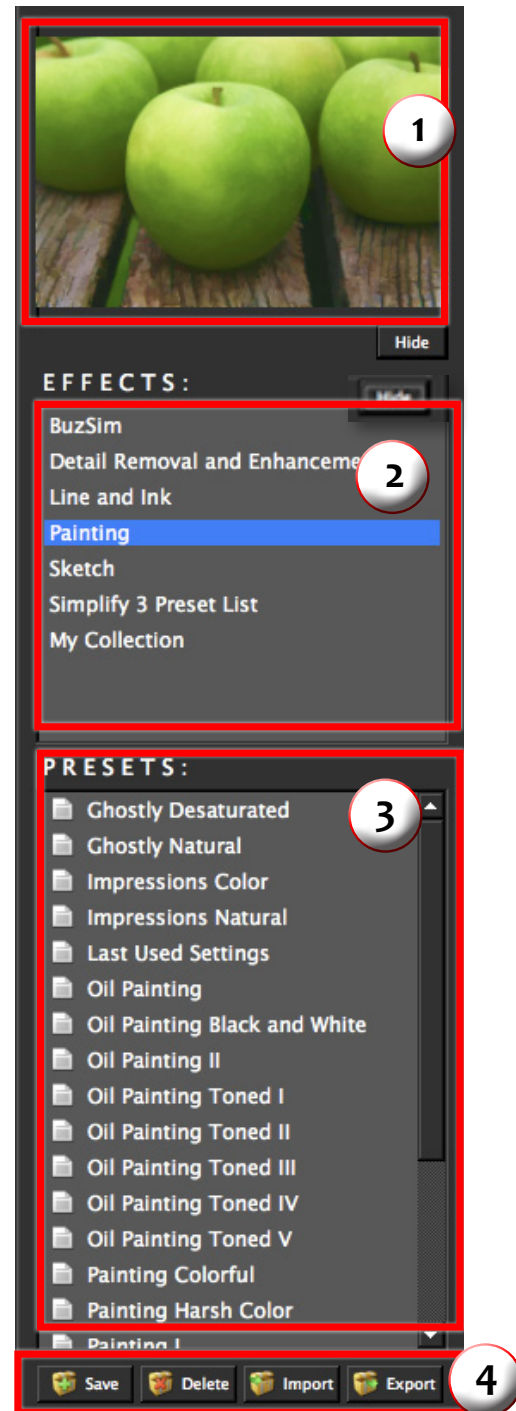 1
Hide
EFFECTS:
Hide
BuzSim
Detail Removal and Enhanceme
2
Line and Ink
Painting
Sketch
Simplify 3 Preset List
My Collection
PRESETS:
3
Ghostly Desaturated
Ghostly Natural
Impressions Color
Impressions Natural
Last Used Settings
Oil Painting
Oil Painting Black and White
Oil Painting II
Oil Painting Toned I
Oil Painting Toned II
Oil Painting Toned III
Oil Painting Toned IV
Oil Painting Toned V
Painting Colorful
Painting Harsh Color
Painting I
Save Delete Import Export 4